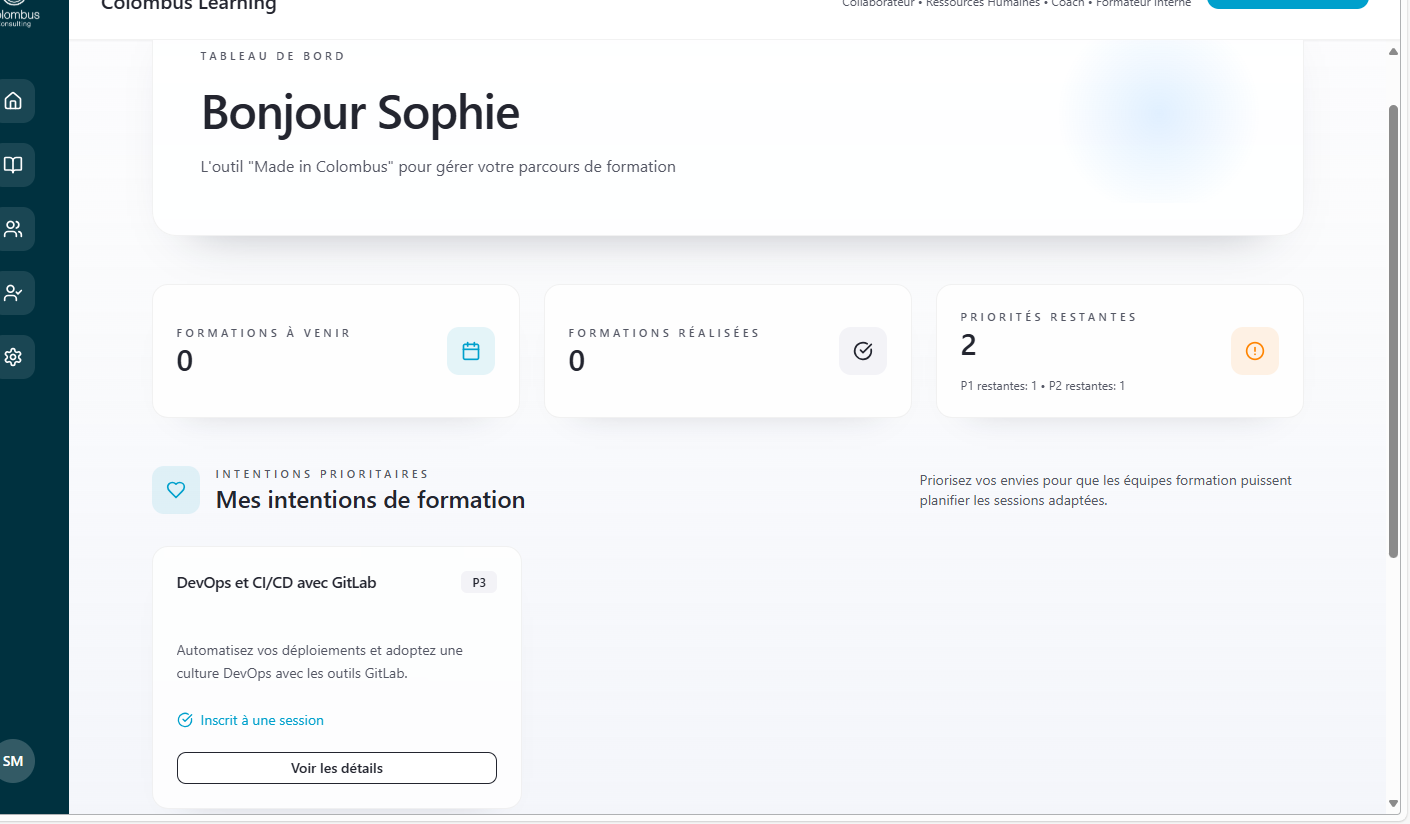 olombus
onsulting
Colombus Learning
Collaborateur • Ressources Humaines • Coach • Formateur interne
TABLEAU DE BORD
Bonjour Sophie
L'outil "Made in Colombus" pour gérer votre parcours de formation
FORMATIONS À VENIR
0
FORMATIONS RÉALISÉES
0
PRIORITÉS RESTANTES
2
P1 restantes: 1 • P2 restantes: 1
INTENTIONS PRIORITAIRES
Mes intentions de formation
Priorisez vos envies pour que les équipes formation puissent
planifier les sessions adaptées.
DevOps et CI/CD avec GitLab
P3
Automatisez vos déploiements et adoptez une
culture DevOps avec les outils GitLab.
Inscrit à une session
Voir les détails
SM